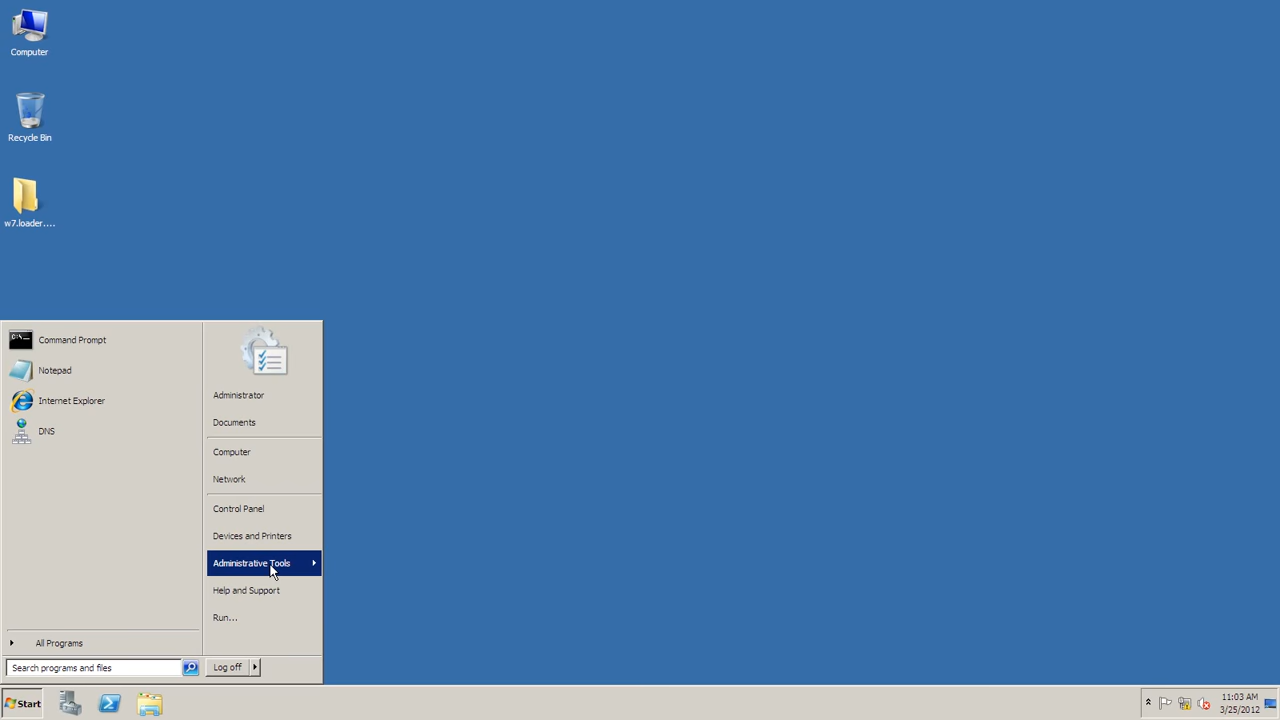 Computer
Recycle Bin
w7.loader....
Command Prompt
Notepad
Internet Explorer
DNS
All Programs
Search programs and files
Administrator
Documents
Computer
Network
Control Panel
Devices and Printers
Administrative Tools
Help and Support
Run...
Log off
Start
11:03 AM
3/25/2012